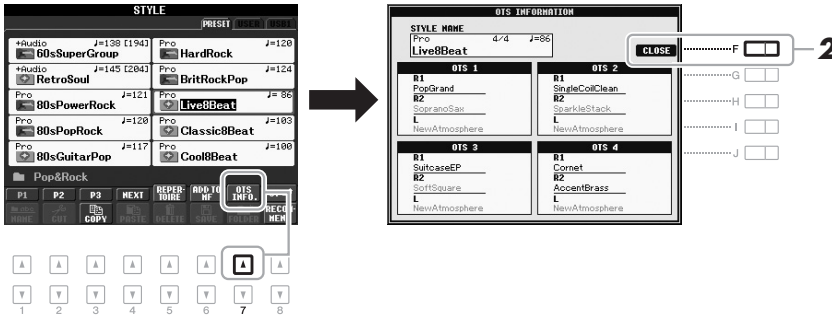 STYLE
PRESET USER USB1
+Audio ♩=138 [194]
60sSuperGroup
Pro ♩=120
HardRock
+Audio ♩=145 [204]
RetroSoul
Pro ♩=124
BritRockPop
Pro ♩=121
80sPowerRock
Pro ♩= 86
Live8Beat
Pro ♩=120
80sPopRock
Pro ♩=103
Classic8Beat
Pro ♩=117
80sGuitarPop
Pro ♩=100
Cool8Beat
Pop&Rock
P1 P2 P3 NEXT REPER-TOIRE ADD TO MF OTS INFO.
NAME CUT COPY PASTE DELETE SAVE FOLDER
1 2 3 4 5 6 7 8
OTS INFORMATION
STYLE NAME
Pro 4/4 ♩=86
Live8Beat
CLOSE
F
2
G
H
I
J
OTS 1
R1
PopGrand
R2
SopranoSax
L
NewAtmosphere
OTS 2
R1
SingleCoilClean
R2
SparkleStack
L
NewAtmosphere
OTS 3
R1
SuitcaseEP
R2
SoftSquare
L
NewAtmosphere
OTS 4
R1
Cornet
R2
AccentBrass
L
NewAtmosphere